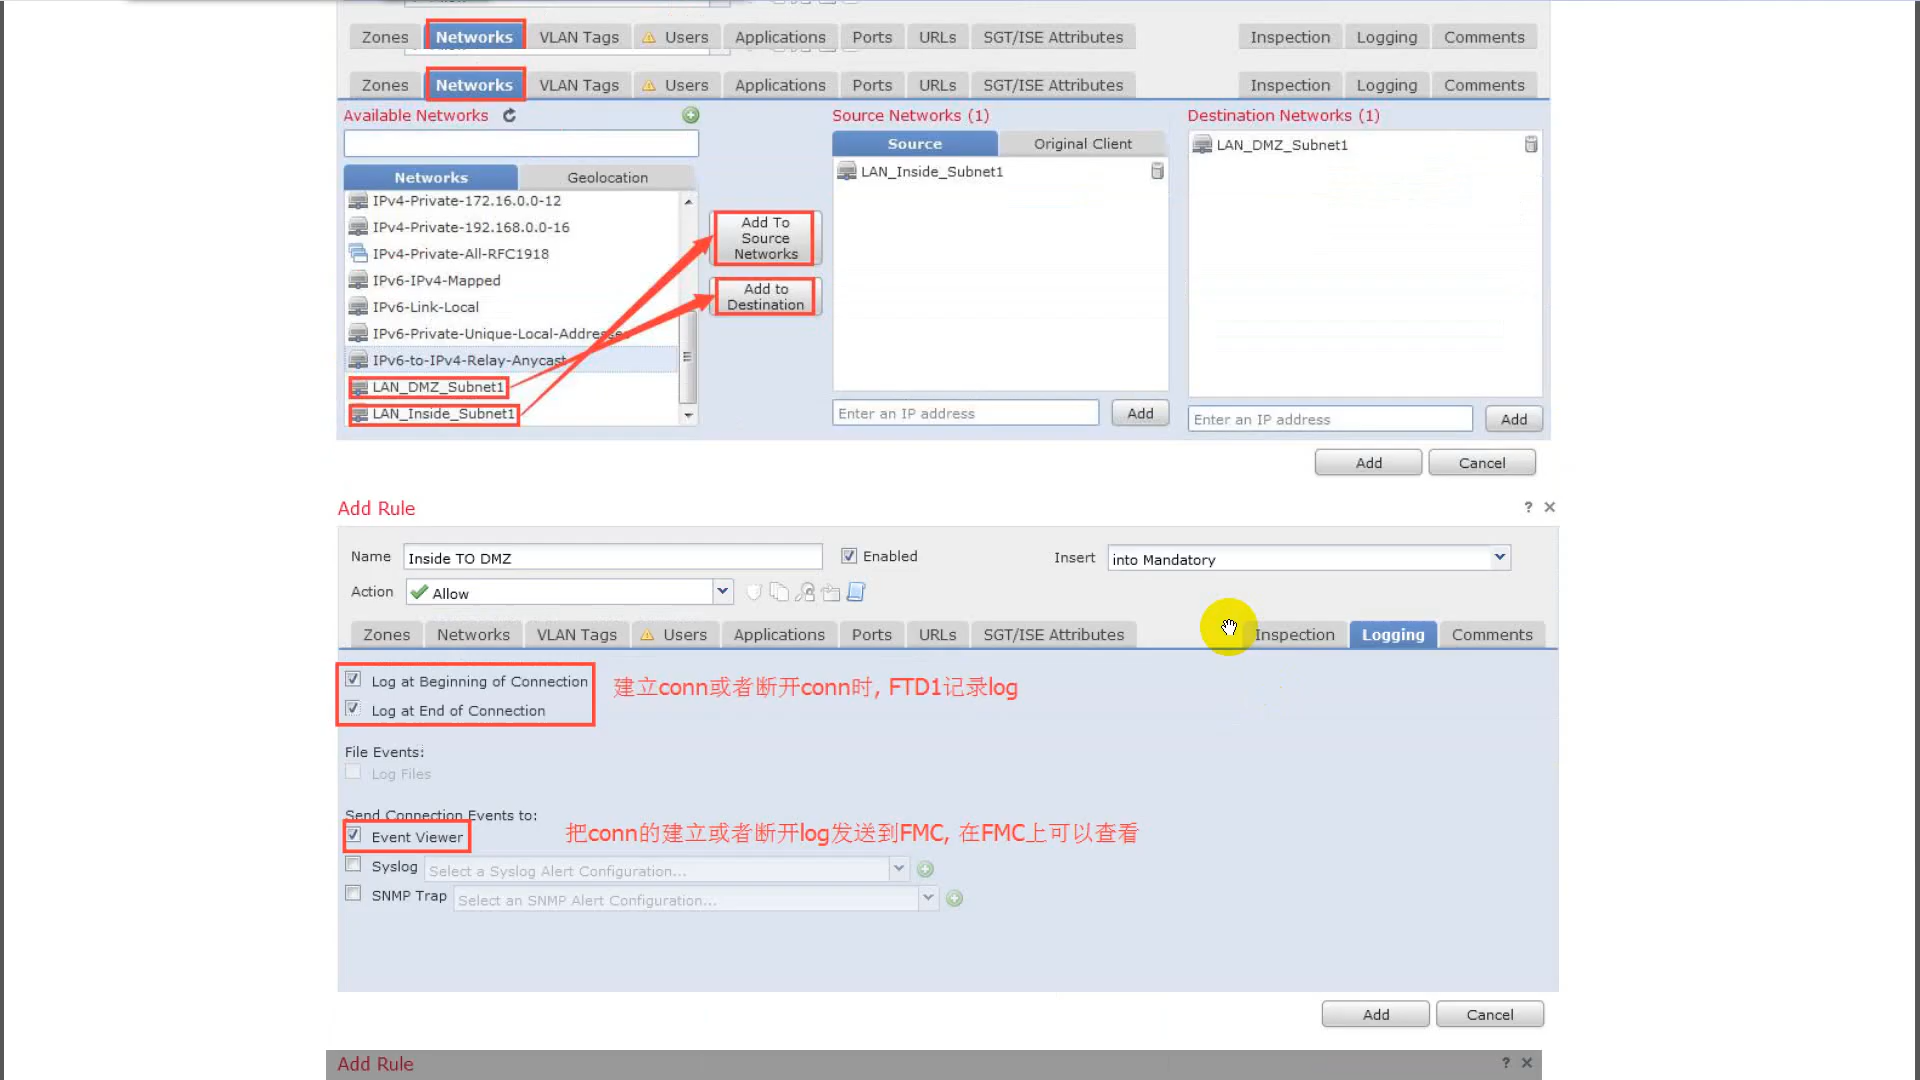 Zones Networks VLAN Tags Users Applications Ports URLs SGT/ISE Attributes Inspection Logging Comments
Zones Networks VLAN Tags Users Applications Ports URLs SGT/ISE Attributes Inspection Logging Comments
Available Networks
Networks Geolocation
IPv4-Private-172.16.0.0-12
IPv4-Private-192.168.0.0-16
IPv4-Private-All-RFC1918
IPv6-IPv4-Mapped
IPv6-Link-Local
IPv6-Private-Unique-Local-Addresses
IPv6-to-IPv4-Relay-Anycast
LAN_DMZ_Subnet1
LAN_Inside_Subnet1
Add To
Source
Networks
Add to
Destination
Source Networks (1)
Source Original Client
LAN_Inside_Subnet1
Enter an IP address Add
Destination Networks (1)
LAN_DMZ_Subnet1
Enter an IP address Add
Add Cancel
Add Rule ?
Name Inside TO DMZ Enabled Insert into Mandatory
Action Allow
Zones Networks VLAN Tags Users Applications Ports URLs SGT/ISE Attributes Inspection Logging Comments
Log at Beginning of Connection
Log at End of Connection
建立conn或者断开conn时, FTD1记录log
File Events:
Log Files
Send Connection Events to:
Event Viewer
把conn的建立或者断开log发送到FMC, 在FMC上可以查看
Syslog Select a Syslog Alert Configuration...
SNMP Trap Select an SNMP Alert Configuration...
Add Cancel
Add Rule ?